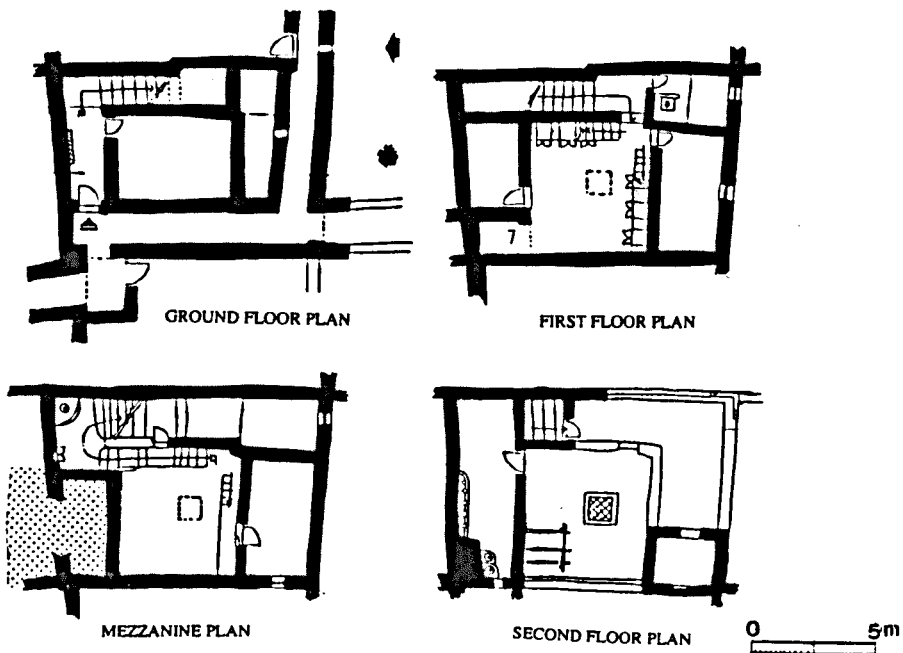 7
GROUND FLOOR PLAN
FIRST FLOOR PLAN
MEZZANINE PLAN
SECOND FLOOR PLAN
0 5m